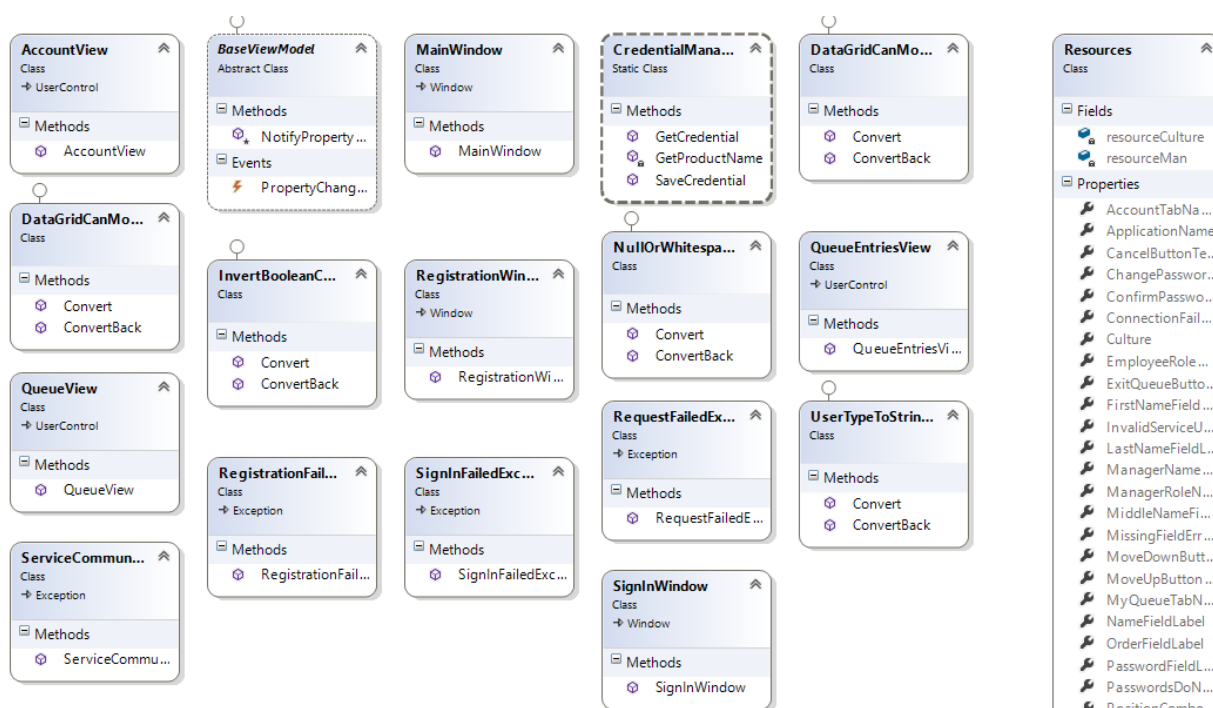 AccountView
Class
UserControl
Methods
AccountView
BaseViewModel
Abstract Class
Methods
NotifyProperty...
Events
PropertyChang...
MainWindow
Class
Window
Methods
MainWindow
CredentialMana...
Static Class
Methods
GetCredential
GetProductName
SaveCredential
DataGridCanMo...
Class
Methods
Convert
ConvertBack
DataGridCanMo...
Class
Methods
Convert
ConvertBack
InvertBooleanC...
Class
Methods
Convert
ConvertBack
RegistrationWin...
Class
Window
Methods
RegistrationWi...
NullOrWhitespa...
Class
Methods
Convert
ConvertBack
QueueEntriesView
Class
UserControl
Methods
QueueEntriesVi...
QueueView
Class
UserControl
Methods
QueueView
RegistrationFail...
Class
Exception
Methods
RegistrationFail...
SignInFailedExc...
Class
Exception
Methods
SignInFailedExc...
RequestFailedEx...
Class
Exception
Methods
RequestFailedE...
UserTypeToStrin...
Class
Methods
Convert
ConvertBack
ServiceCommun...
Class
Exception
Methods
ServiceCommu...
SignInWindow
Class
Window
Methods
SignInWindow
Resources
Class
Fields
resourceCulture
resourceMan
Properties
AccountTabNa...
ApplicationName
CancelButtonTe...
ChangePasswor...
ConfirmPasswo...
ConnectionFail...
Culture
EmployeeRole...
ExitQueueButto...
FirstNameField...
InvalidServiceU...
LastNameFieldL...
ManagerName...
ManagerRoleN...
MiddleNameFi...
MissingFieldErr...
MoveDownButt...
MoveUpButton...
MyQueueTabN...
NameFieldLabel
OrderFieldLabel
PasswordFieldL...
PasswordsDoN...
PositionCombo...